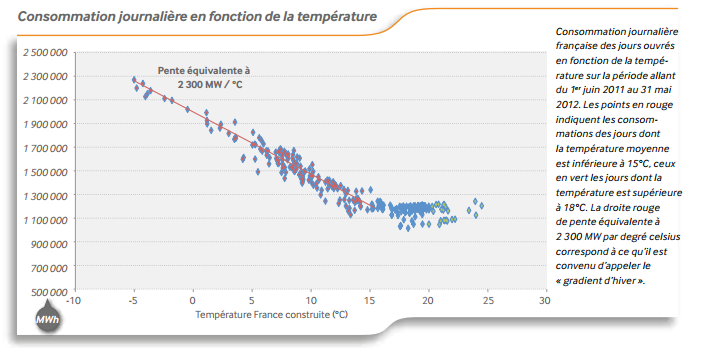 Consommation journalière en fonction de la température
2 500 000
2 300 000
2 100 000
1 900 000
1 700 000
1 500 000
1 300 000
1 100 000
900 000
700 000
500 000
MWh
Pente équivalente à
2 300 MW / °C
-10
-5
0
5
10
15
20
25
30
Température France construite (°C)
Consommation journalière
française des jours ouvrés
en fonction de la tempé-
rature sur la période allant
du 1er juin 2011 au 31 mai
2012. Les points en rouge
indiquent les consom-
mations des jours dont
la température moyenne
est inférieure à 15°C, ceux
en vert les jours dont la
température est supérieure
à 18°C. La droite rouge
de pente équivalente à
2 300 MW par degré celsius
correspond à ce qu'il est
convenu d'appeler le
« gradient d'hiver ».